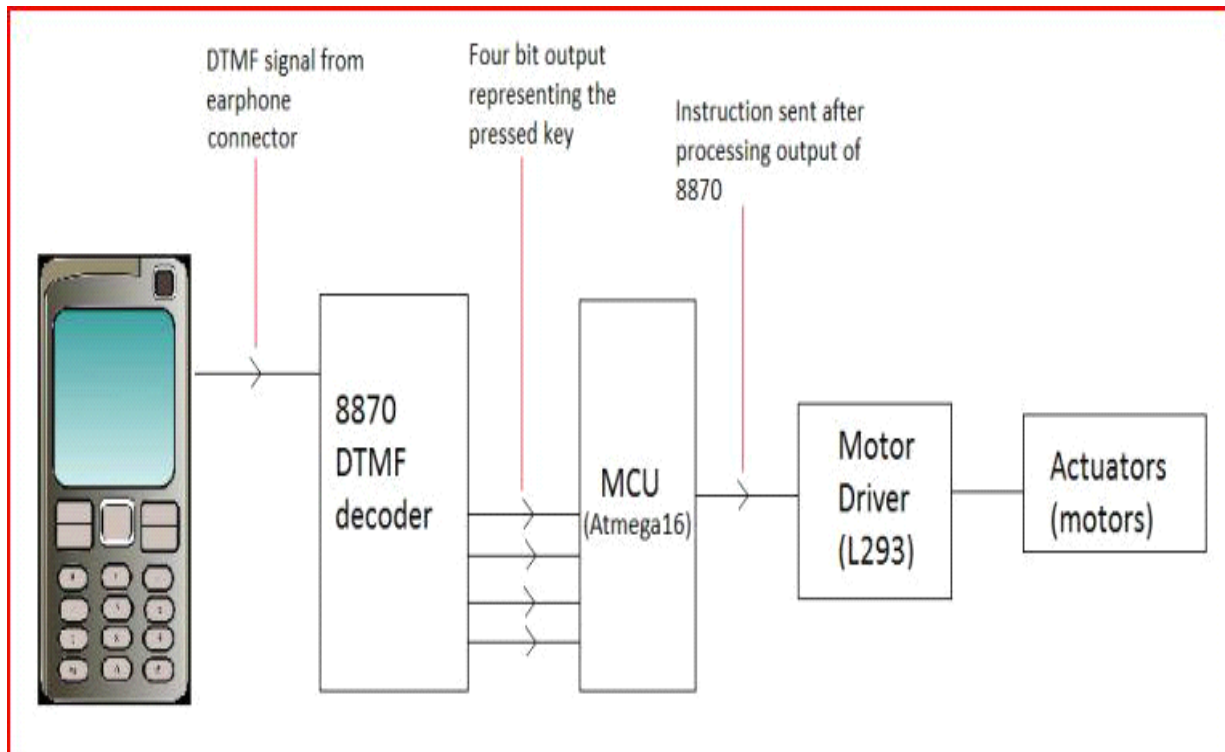 DTMF signal from
earphone
connector
Four bit output
representing the
pressed key
Instruction sent after
processing output of
8870
8870
DTMF
decoder
MCU
(Atmega16)
Motor
Driver
(L293)
Actuators
(motors)